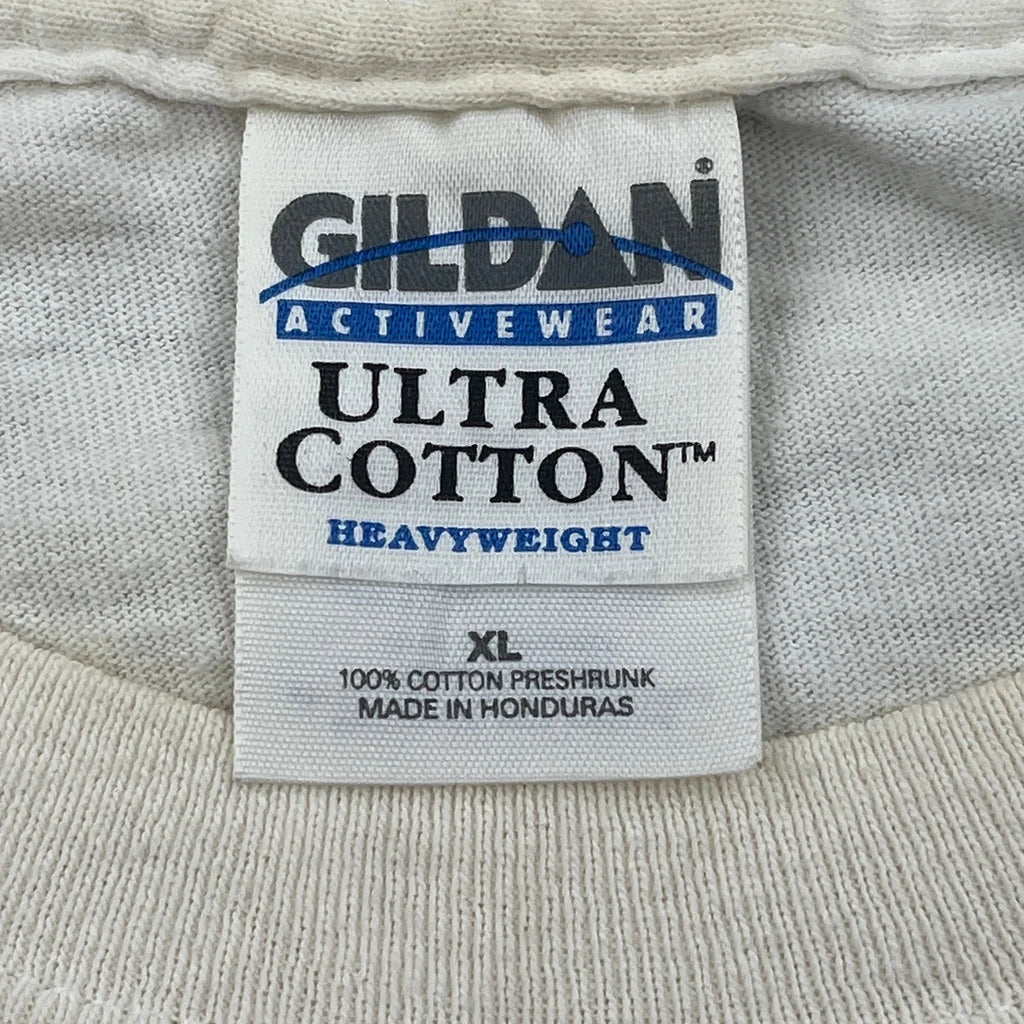 GILDAN®
ACTIVEWEAR
ULTRA
COTTON™
HEAVYWEIGHT
XL
100% COTTON PRESHRUNK
MADE IN HONDURAS